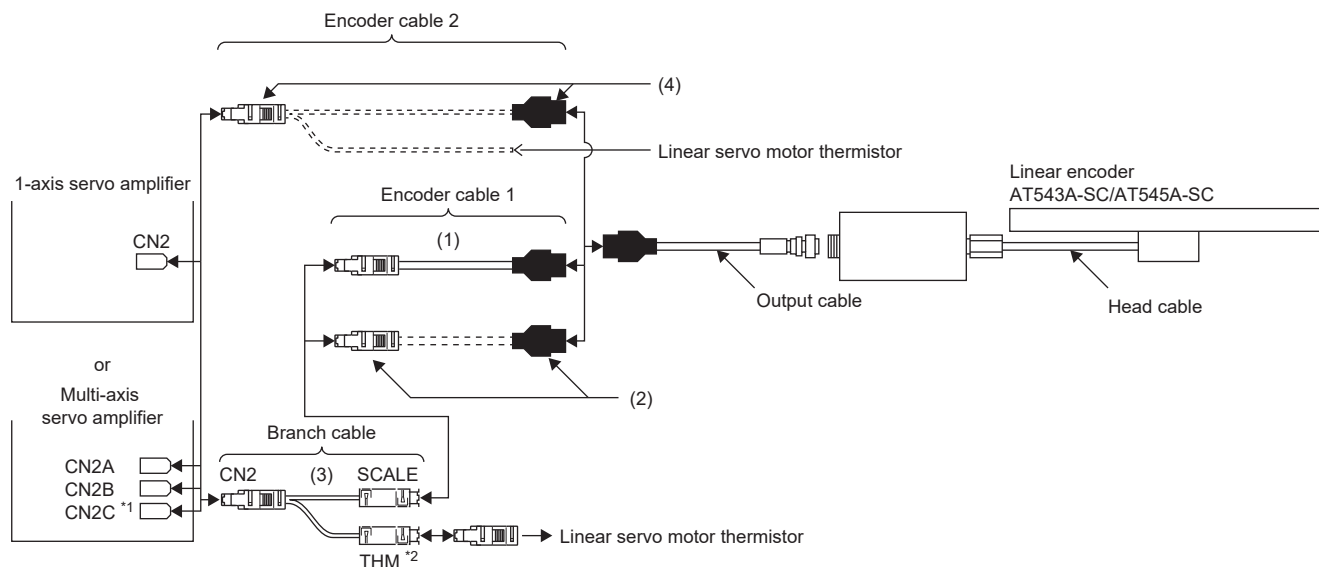 Encoder cable 2
(4)
Linear servo motor thermistor
1-axis servo amplifier
CN2
Encoder cable 1
(1)
Linear encoder
AT543A-SC/AT545A-SC
Output cable
Head cable
(2)
or
Multi-axis
servo amplifier
CN2A
CN2B
CN2C *1
Branch cable
CN2
(3)
SCALE
THM *2
Linear servo motor thermistor